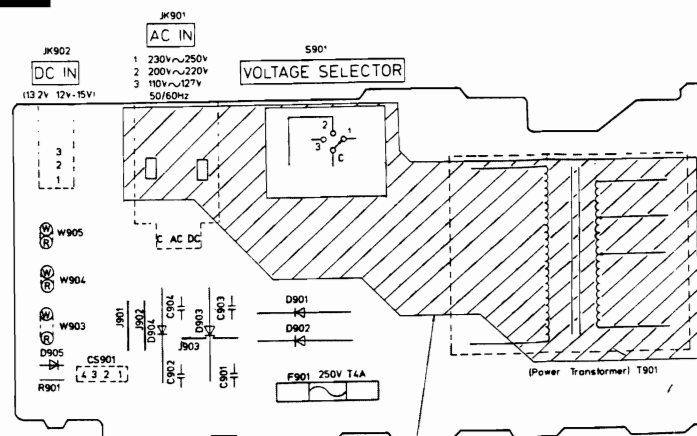 JK901
AC IN
JK902
DC IN
(13.2V 12V-15V)
1 230V~250V
2 200V~220V
3 110V~127V
50/60Hz
S901
VOLTAGE SELECTOR
2
3
1
C
3
2
1
C AC DC
W
R
W905
W
R
W904
W
R
W903
D905
R901
CS901
4 3 2 1
J901
J902
D904
C904
C902
J903
D903
C903
C901
D901
D902
F901 250V T4A
(Power Transformer) T901